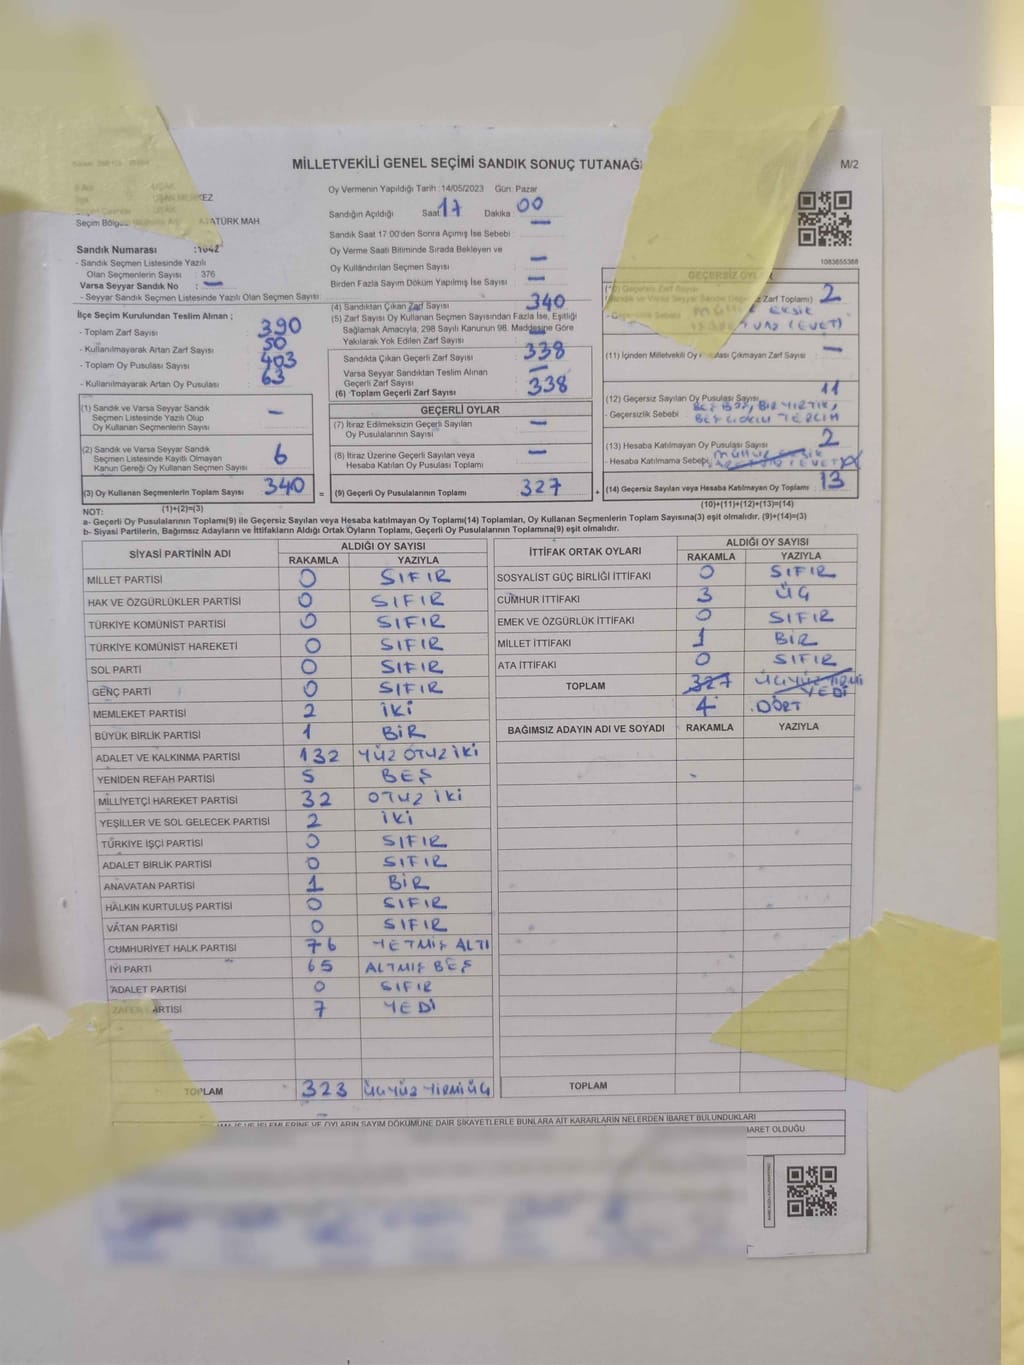 MİLLETVEKİLİ GENEL SEÇİMİ SANDIK SONUÇ TUTANAĞI
M/2
UŞAK
UŞAK MERKEZ
UŞAK
Seçim Bölgesi ATATÜRK MAH.
Oy Vermenin Yapıldığı Tarih :14/05/2023 Gün: Pazar
Sandığın Açıldığı Saat 17 Dakika : 00
Sandık Saat 17:00'den Sonra Açılmış İse Sebebi : —
Oy Verme Saati Bitiminde Sırada Bekleyen ve
Oy Kullandırılan Seçmen Sayısı : —
Birden Fazla Sayım Döküm Yapılmış İse Sayısı : —
Sandık Numarası :1042
- Sandık Seçmen Listesinde Yazılı
Olan Seçmenlerin Sayısı : 376
Varsa Seyyar Sandık No : —
- Seyyar Sandık Seçmen Listesinde Yazılı Olan Seçmen Sayısı :
İlçe Seçim Kurulundan Teslim Alınan ;
- Toplam Zarf Sayısı : 390
- Kullanılmayarak Artan Zarf Sayısı : 50
- Toplam Oy Pusulası Sayısı : 403
- Kullanılmayarak Artan Oy Pusulası : 63
(1) Sandık ve Varsa Seyyar Sandık
Seçmen Listesinde Yazılı Olup
Oy Kullanan Seçmenlerin Sayısı —
(2) Sandık ve Varsa Seyyar Sandık
Seçmen Listesinde Kayıtlı Olmayan
Kanun Gereği Oy Kullanan Seçmen Sayısı 6
(3) Oy Kullanan Seçmenlerin Toplam Sayısı 340
(1)+(2)=(3)
(4) Sandıktan Çıkan Zarf Sayısı 340
(5) Zarf Sayısı Oy Kullanan Seçmen Sayısından Fazla İse, Eşitliği
Sağlamak Amacıyla, 298 Sayılı Kanunun 98. Maddesine Göre
Yakılarak Yok Edilen Zarf Sayısı —
Sandıkta Çıkan Geçerli Zarf Sayısı 338
Varsa Seyyar Sandıktan Teslim Alınan
Geçerli Zarf Sayısı —
(6) Toplam Geçerli Zarf Sayısı 338
GEÇERLİ OYLAR
(7) İtiraz Edilmeksizin Geçerli Sayılan
Oy Pusulalarının Sayısı —
(8) İtiraz Üzerine Geçerli Sayılan veya
Hesaba Katılan Oy Pusulası Toplamı —
= (9) Geçerli Oy Pusulalarının Toplamı 327 +
1083655388
GEÇERSİZ OYLAR
Zarf Toplamı) 2
MÜHÜR EKSİK
(EVET)
(11) İçinden Milletvekili Oy Pusulası Çıkmayan Zarf Sayısı —
(12) Geçersiz Sayılan Oy Pusulası Sayısı 11
- Geçersizlik Sebebi : BEŞ BOŞ, BİR YIRTIK,
BEŞ ÇOKLU TERCİH
(13) Hesaba Katılmayan Oy Pusulası Sayısı 2
- Hesaba Katılmama Sebebi :
(14) Geçersiz Sayılan veya Hesaba Katılmayan Oy Toplamı 13
(10)+(11)+(12)+(13)=(14)
NOT:
a- Geçerli Oy Pusulalarının Toplamı(9) ile Geçersiz Sayılan veya Hesaba katılmayan Oy Toplamı(14) Toplamları, Oy Kullanan Seçmenlerin Toplam Sayısına(3) eşit olmalıdır. (9)+(14)=(3)
b- Siyasi Partilerin, Bağımsız Adayların ve İttifakların Aldığı Ortak Oyların Toplamı, Geçerli Oy Pusulalarının Toplamına(9) eşit olmalıdır.
SİYASİ PARTİNİN ADI ALDIĞI OY SAYISI
RAKAMLA YAZIYLA
MİLLET PARTİSİ 0 SIFIR
HAK VE ÖZGÜRLÜKLER PARTİSİ 0 SIFIR
TÜRKİYE KOMÜNİST PARTİSİ 0 SIFIR
TÜRKİYE KOMÜNİST HAREKETİ 0 SIFIR
SOL PARTİ 0 SIFIR
GENÇ PARTİ 0 SIFIR
MEMLEKET PARTİSİ 2 İKİ
BÜYÜK BİRLİK PARTİSİ 1 BİR
ADALET VE KALKINMA PARTİSİ 132 YÜZ OTUZ İKİ
YENİDEN REFAH PARTİSİ 5 BEŞ
MİLLİYETÇİ HAREKET PARTİSİ 32 OTUZ İKİ
YEŞİLLER VE SOL GELECEK PARTİSİ 2 İKİ
TÜRKİYE İŞÇİ PARTİSİ 0 SIFIR
ADALET BİRLİK PARTİSİ 0 SIFIR
ANAVATAN PARTİSİ 1 BİR
HALKIN KURTULUŞ PARTİSİ 0 SIFIR
VATAN PARTİSİ 0 SIFIR
CUMHURİYET HALK PARTİSİ 76 YETMİŞ ALTI
İYİ PARTİ 65 ALTMIŞ BEŞ
ADALET PARTİSİ 0 SIFIR
ZAFER PARTİSİ 7 YEDİ
TOPLAM 323 ÜÇYÜZ YİRMİ ÜÇ
İTTİFAK ORTAK OYLARI ALDIĞI OY SAYISI
RAKAMLA YAZIYLA
SOSYALİST GÜÇ BİRLİĞİ İTTİFAKI 0 SIFIR
CUMHUR İTTİFAKI 3 ÜÇ
EMEK VE ÖZGÜRLÜK İTTİFAKI 0 SIFIR
MİLLET İTTİFAKI 1 BİR
ATA İTTİFAKI 0 SIFIR
TOPLAM 327 ÜÇYÜZ YİRMİ
YEDİ
4 DÖRT
BAĞIMSIZ ADAYIN ADI VE SOYADI RAKAMLA YAZIYLA
TOPLAM
İŞLEMLERİNE VE OYLARIN SAYIM DÖKÜMÜNE DAİR ŞİKAYETLERLE BUNLARA AİT KARARLARIN NELERDEN İBARET BULUNDUKLARI
İBARET OLDUĞU